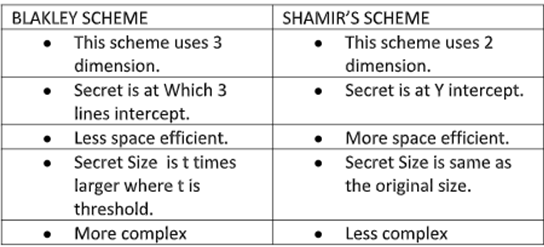 BLAKLEY SCHEME
SHAMIR'S SCHEME
• This scheme uses 3
dimension.
• This scheme uses 2
dimension.
• Secret is at Which 3
lines intercept.
• Secret is at Y intercept.
• Less space efficient.
• More space efficient.
• Secret Size is t times
larger where t is
threshold.
• Secret Size is same as
the original size.
• More complex
• Less complex